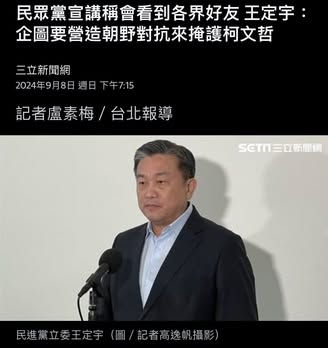 民眾黨宣講稱會看到各界好友 王定宇：
企圖要營造朝野對抗來掩護柯文哲
三立新聞網
2024年9月8日 週日 下午7:15
記者盧素梅／台北報導
SETN三立新聞網
民進黨立委王定宇（圖／記者高逸帆攝影）